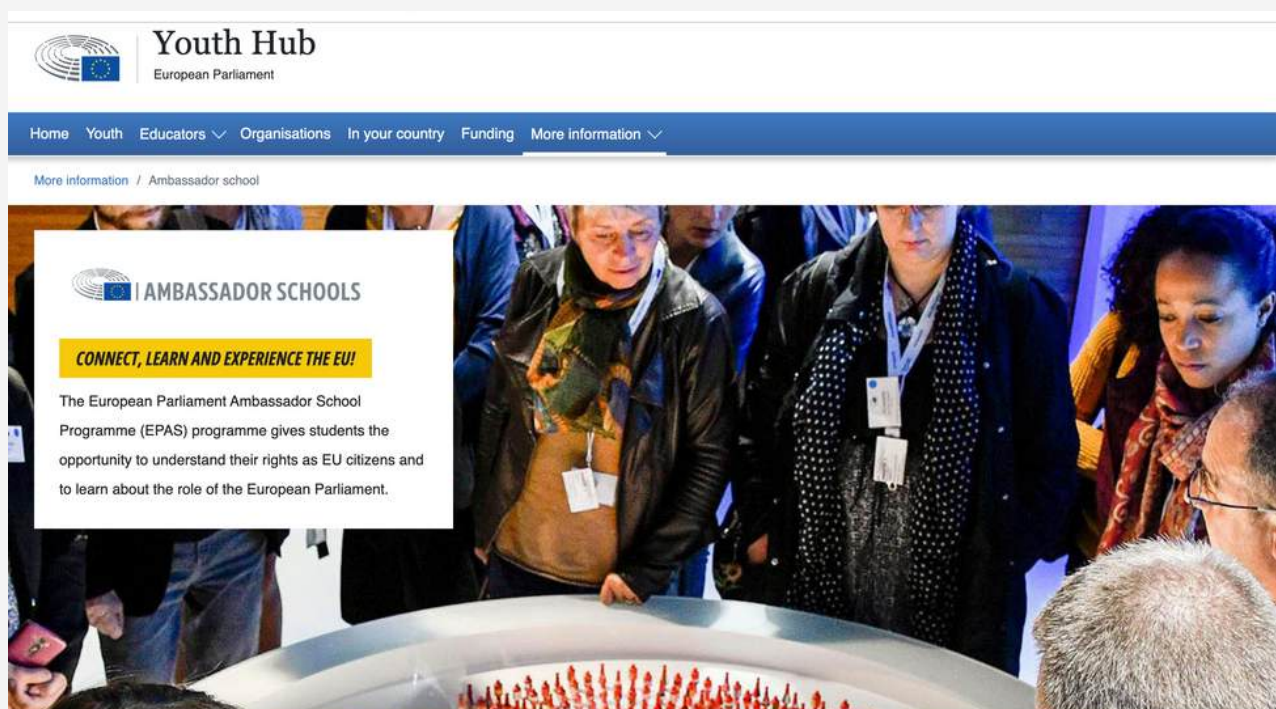 Youth Hub
European Parliament
Home Youth Educators Organisations In your country Funding More information
More information / Ambassador school
AMBASSADOR SCHOOLS
CONNECT, LEARN AND EXPERIENCE THE EU!
The European Parliament Ambassador School
Programme (EPAS) programme gives students the
opportunity to understand their rights as EU citizens and
to learn about the role of the European Parliament.